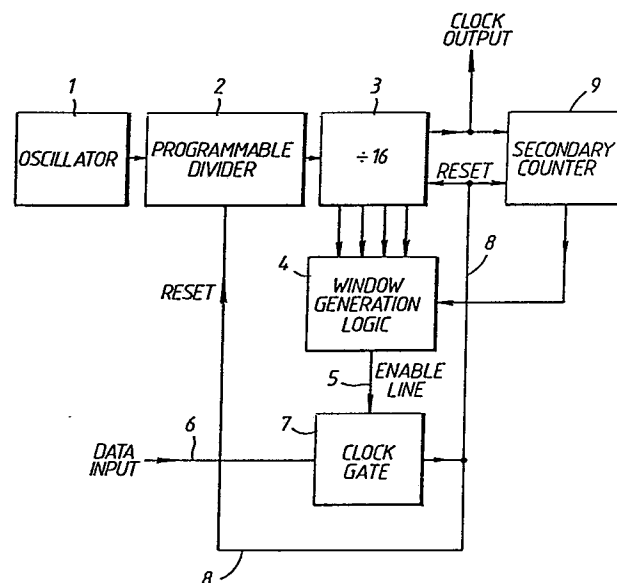 CLOCK
OUTPUT
1
2
3
9
OSCILLATOR
PROGRAMMABLE
DIVIDER
÷16
SECONDARY
COUNTER
RESET
8
4
WINDOW
GENERATION
LOGIC
RESET
5
ENABLE
LINE
6
7
DATA
INPUT
CLOCK
GATE
8